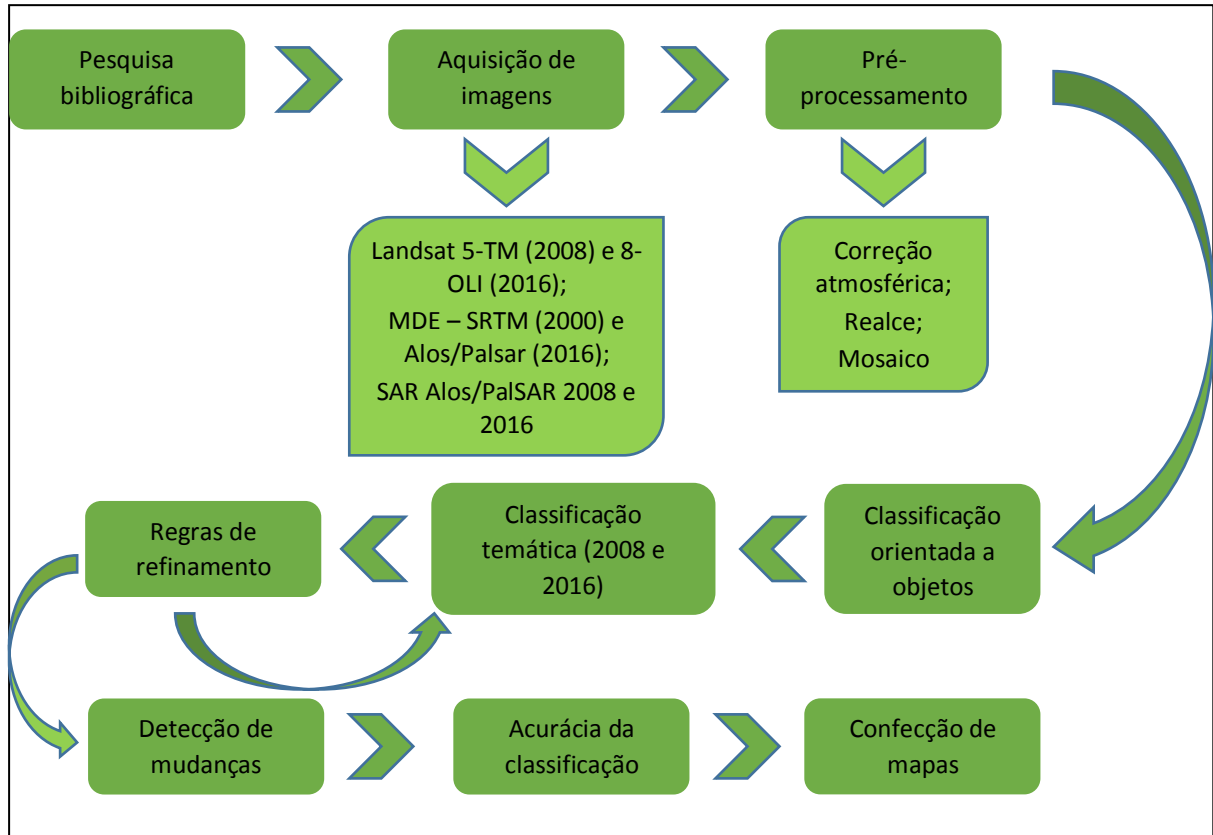 Pesquisa
bibliográfica
Aquisição de
imagens
Pré-
processamento
Landsat 5-TM (2008) e 8-
OLI (2016);
MDE – SRTM (2000) e
Alos/Palsar (2016);
SAR Alos/PalSAR 2008 e
2016
Correção
atmosférica;
Realce;
Mosaico
Regras de
refinamento
Classificação
temática (2008 e
2016)
Classificação
orientada a
objetos
Detecção de
mudanças
Acurácia da
classificação
Confecção de
mapas